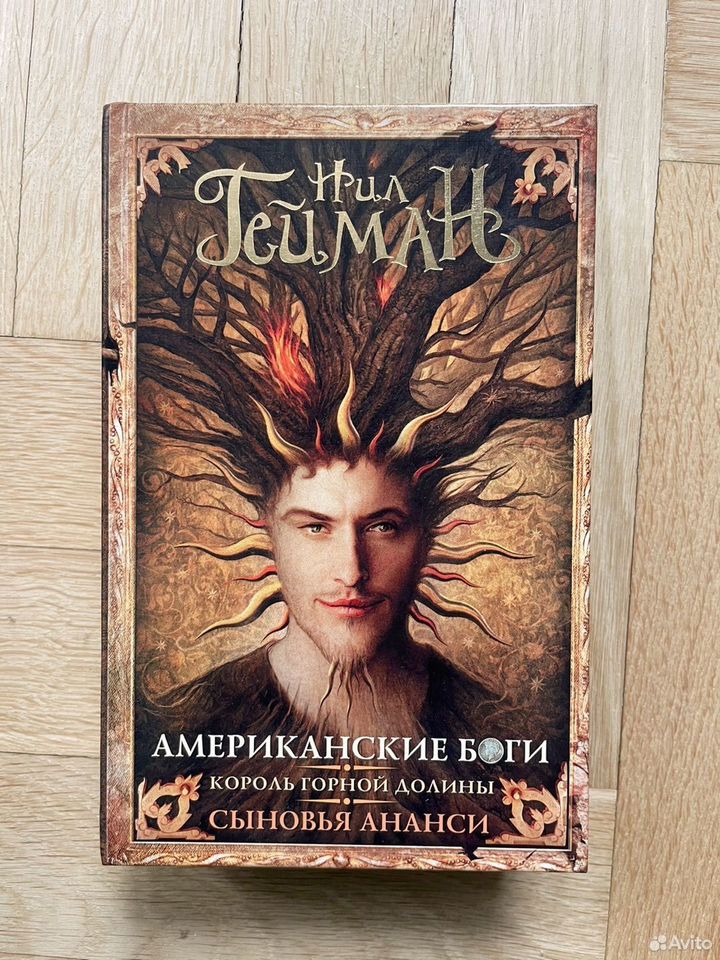 Нил
Гейман
АМЕРИКАНСКИЕ БОГИ
КОРОЛЬ ГОРНОЙ ДОЛИНЫ
СЫНОВЬЯ АНАНСИ
Avito